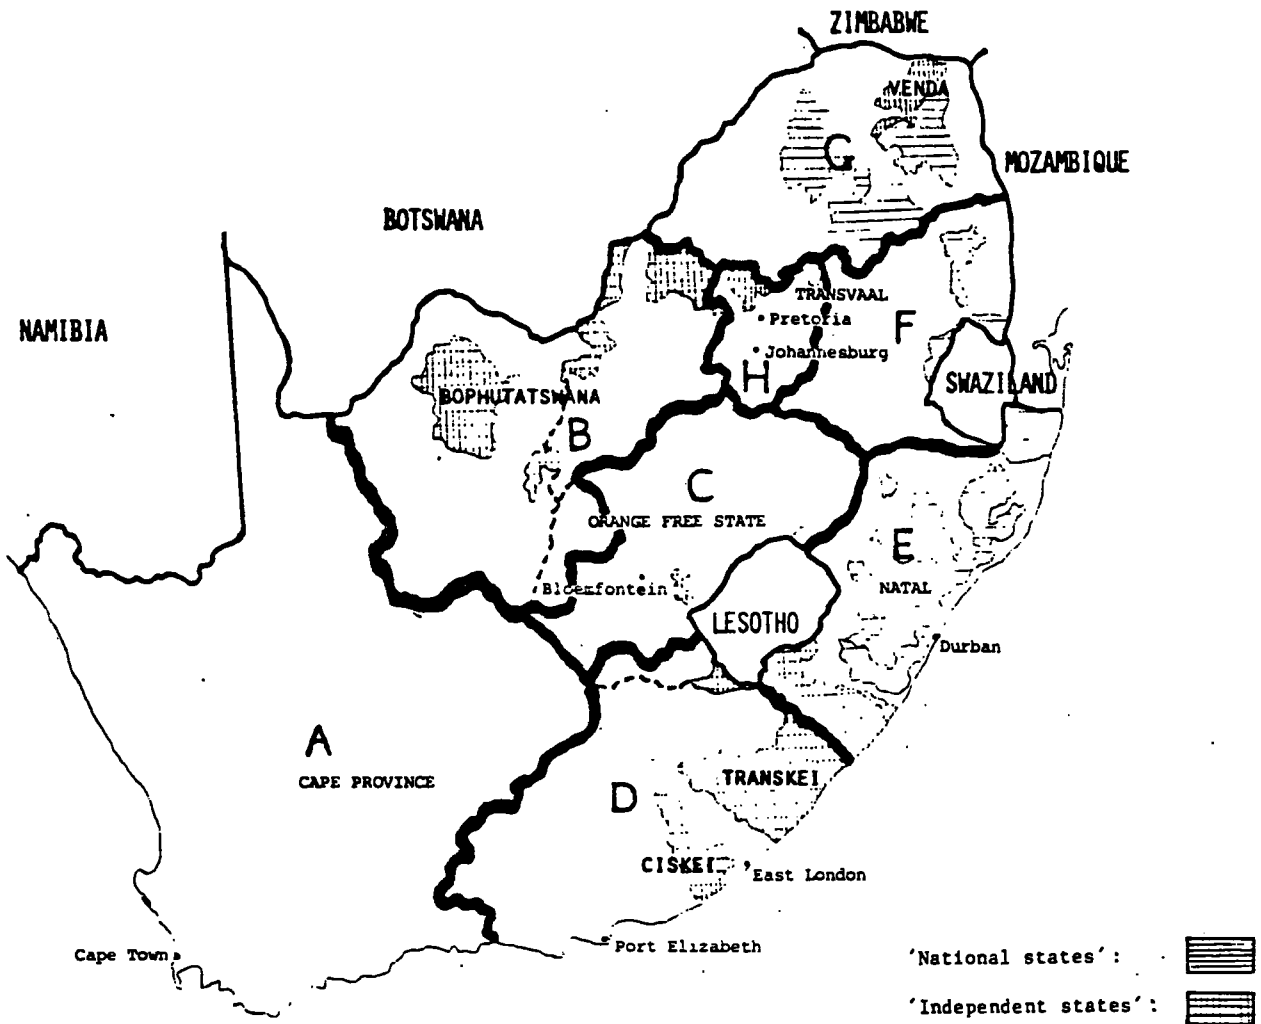 ZIMBABWE
VENDA
G
MOZAMBIQUE
BOTSWANA
TRANSVAAL
Pretoria
F
NAMIBIA
Johannesburg
H
SWAZILAND
BOPHUTATSWANA
B
C
ORANGE FREE STATE
E
Bloemfontein
NATAL
LESOTHO
Durban
A
CAPE PROVINCE
TRANSKEI
D
CISKEI
East London
Port Elizabeth
Cape Town
'National states':
'Independent states':